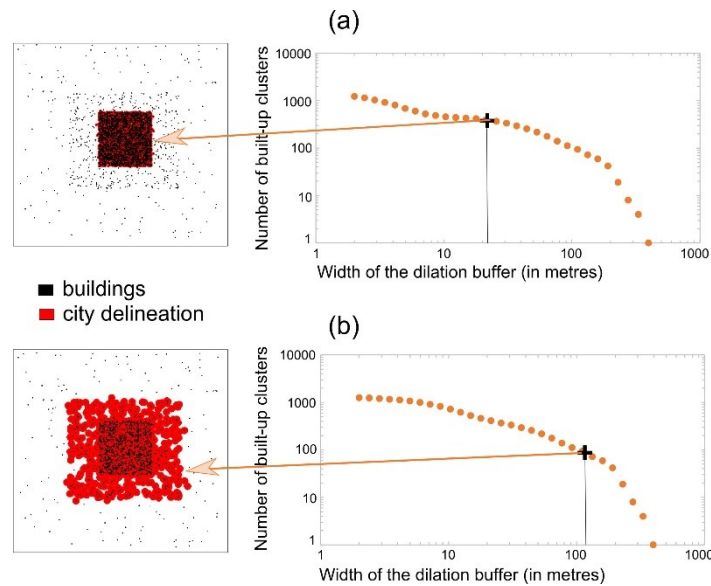 (a)
Number of built-up clusters
10000
1000
100
10
1
1
10
100
1000
Width of the dilation buffer (in metres)
buildings
city delineation
(b)
Number of built-up clusters
10000
1000
100
10
1
1
10
100
1000
Width of the dilation buffer (in metres)